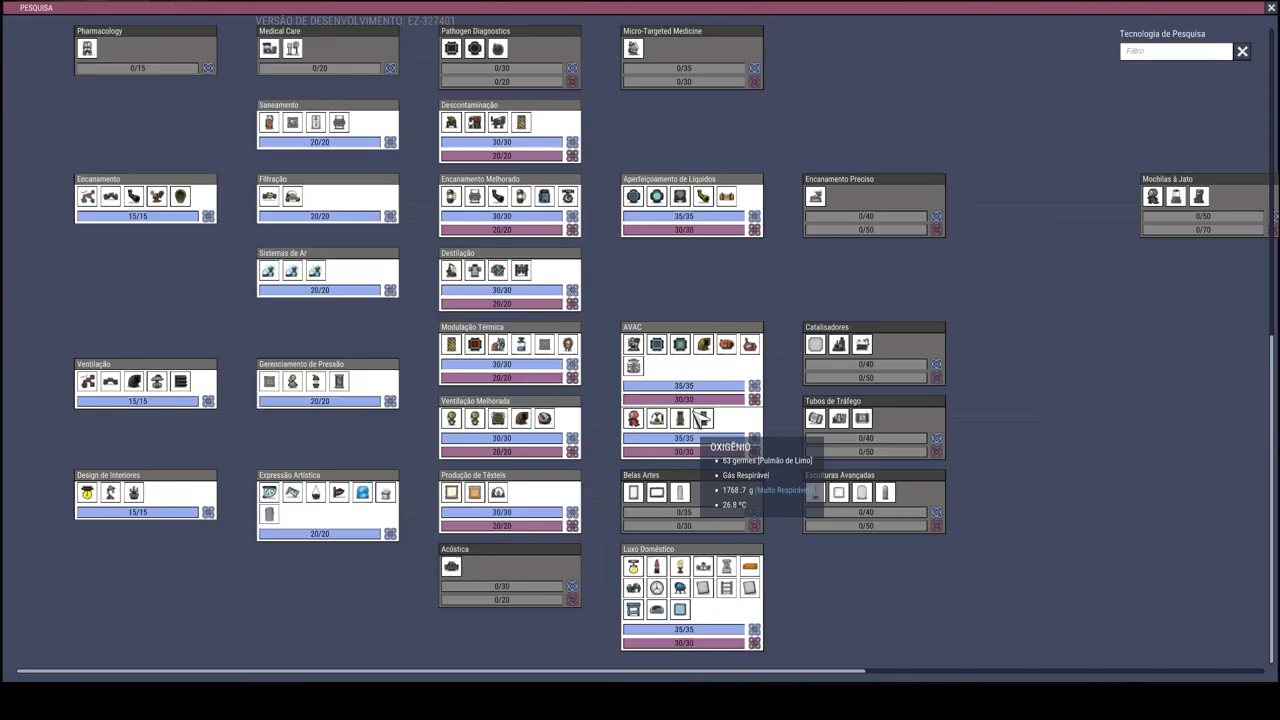 PESQUISA
VERSÃO DE DESENVOLVIMENTO: EZ-327401
Pharmacology
Medical Care
Pathogen Diagnostics
Micro-Targeted Medicine
Tecnologia de Pesquisa
Filtro
0/15
0/20
0/30
0/35
0/20
0/30
Saneamento
Descontaminação
20/20
30/30
20/20
Encanamento
Filtração
Encanamento Melhorado
Aperfeiçoamento de Líquidos
Encanamento Preciso
Mochilas à Jato
15/15
20/20
30/30
35/35
0/40
0/50
20/20
30/30
0/50
0/70
Sistemas de Ar
Destilação
20/20
30/30
20/20
Modulação Térmica
AVAC
Catalisadores
Ventilação
Gerenciamento de Pressão
30/30
0/40
20/20
35/35
0/50
15/15
20/20
30/30
Ventilação Melhorada
Tubos de Tráfego
30/30
35/35
0/40
20/20
30/30
0/50
OXIGÊNIO
63 germes [Pulmão de Limo]
Gás Respirável
1768.7 g (Muito Respirável)
26.8 ºC
Design de Interiores
Expressão Artística
Produção de Têxteis
Belas Artes
Esculturas Avançadas
15/15
20/20
30/30
0/35
0/40
20/20
0/30
0/50
Acústica
Luxo Doméstico
0/30
0/20
35/35
30/30